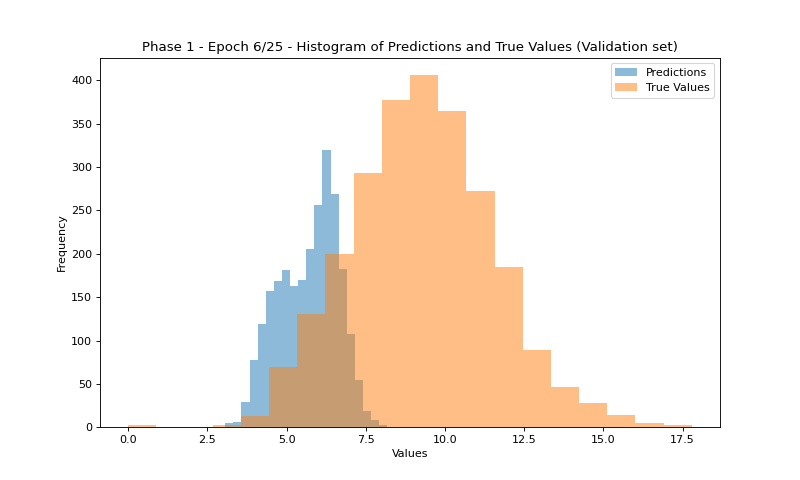 Phase 1 - Epoch 6/25 - Histogram of Predictions and True Values (Validation set)
Predictions
True Values
400
350
300
250
200
150
100
50
0
Frequency
0.0 2.5 5.0 7.5 10.0 12.5 15.0 17.5
Values